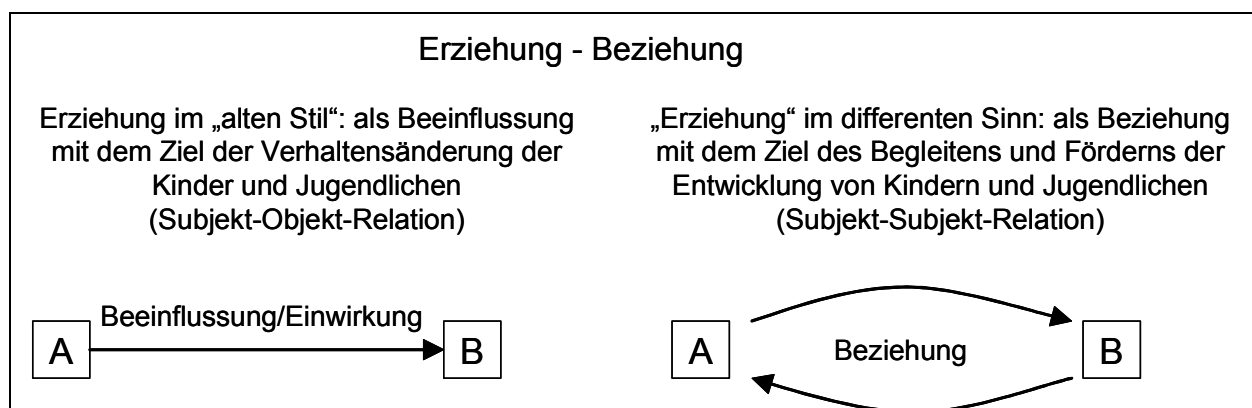 Erziehung - Beziehung
Erziehung im „alten Stil“: als Beeinflussung
mit dem Ziel der Verhaltensänderung der
Kinder und Jugendlichen
(Subjekt-Objekt-Relation)
„Erziehung“ im differenten Sinn: als Beziehung
mit dem Ziel des Begleitens und Förderns der
Entwicklung von Kindern und Jugendlichen
(Subjekt-Subjekt-Relation)
A
Beeinflussung/Einwirkung
B
A
Beziehung
B